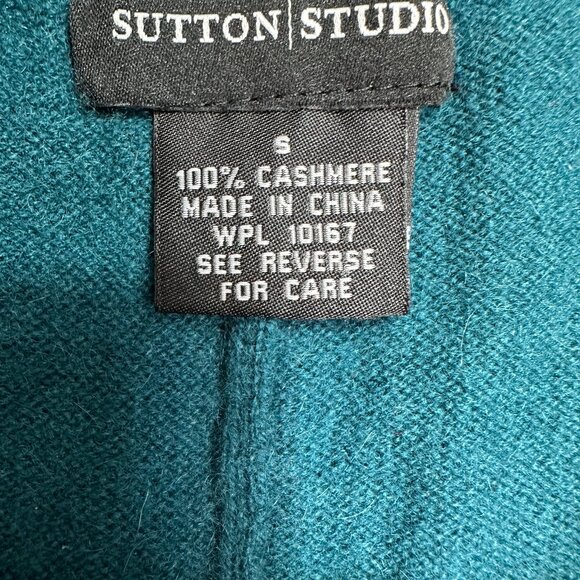 SUTTON|STUDIO
S
100% CASHMERE
MADE IN CHINA
WPL 10167
SEE REVERSE
FOR CARE